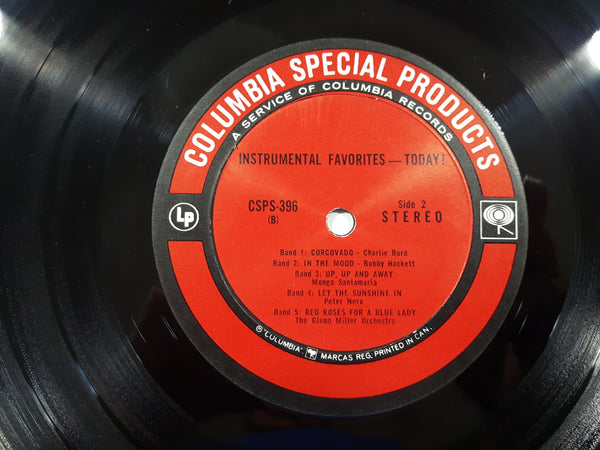 COLUMBIA SPECIAL PRODUCTS
A SERVICE OF COLUMBIA RECORDS
INSTRUMENTAL FAVORITES — TODAY!
CSPS-396
(B)
Side 2
STEREO
Lp
Band 1: CORCOVADO - Charlie Burd
Band 2: IN THE MOOD - Bobby Hackett
Band 3: UP, UP AND AWAY
Mongo Santamaria
Band 4: LET THE SUNSHINE IN
Peter Nero
Band 5: RED ROSES FOR A BLUE LADY
The Glenn Miller Orchestra
® "COLUMBIA" MARCAS REG. PRINTED IN CAN.